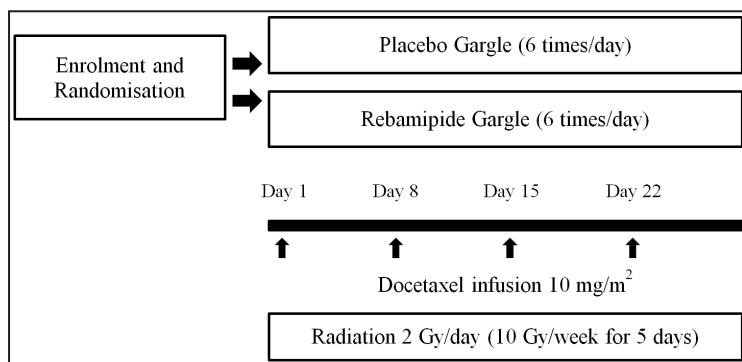 Placebo Gargle (6 times/day)
Enrolment and
Randomisation
Rebamipide Gargle (6 times/day)
Day 1 Day 8 Day 15 Day 22
Docetaxel infusion 10 mg/m²
Radiation 2 Gy/day (10 Gy/week for 5 days)